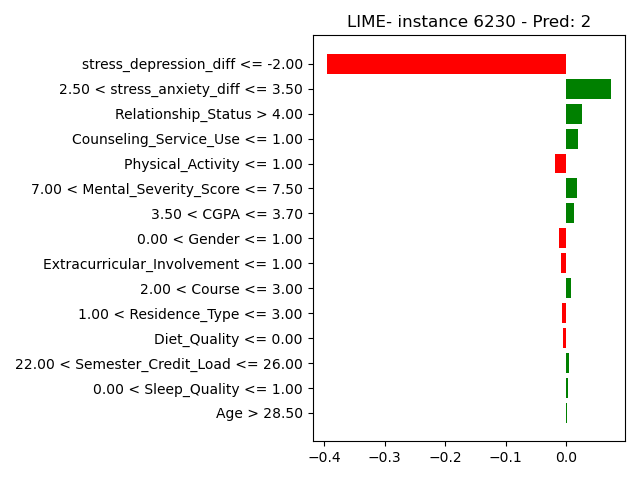 LIME- instance 6230 - Pred: 2
stress_depression_diff <= -2.00
2.50 < stress_anxiety_diff <= 3.50
Relationship_Status > 4.00
Counseling_Service_Use <= 1.00
Physical_Activity <= 1.00
7.00 < Mental_Severity_Score <= 7.50
3.50 < CGPA <= 3.70
0.00 < Gender <= 1.00
Extracurricular_Involvement <= 1.00
2.00 < Course <= 3.00
1.00 < Residence_Type <= 3.00
Diet_Quality <= 0.00
22.00 < Semester_Credit_Load <= 26.00
0.00 < Sleep_Quality <= 1.00
Age > 28.50
−0.4 −0.3 −0.2 −0.1 0.0